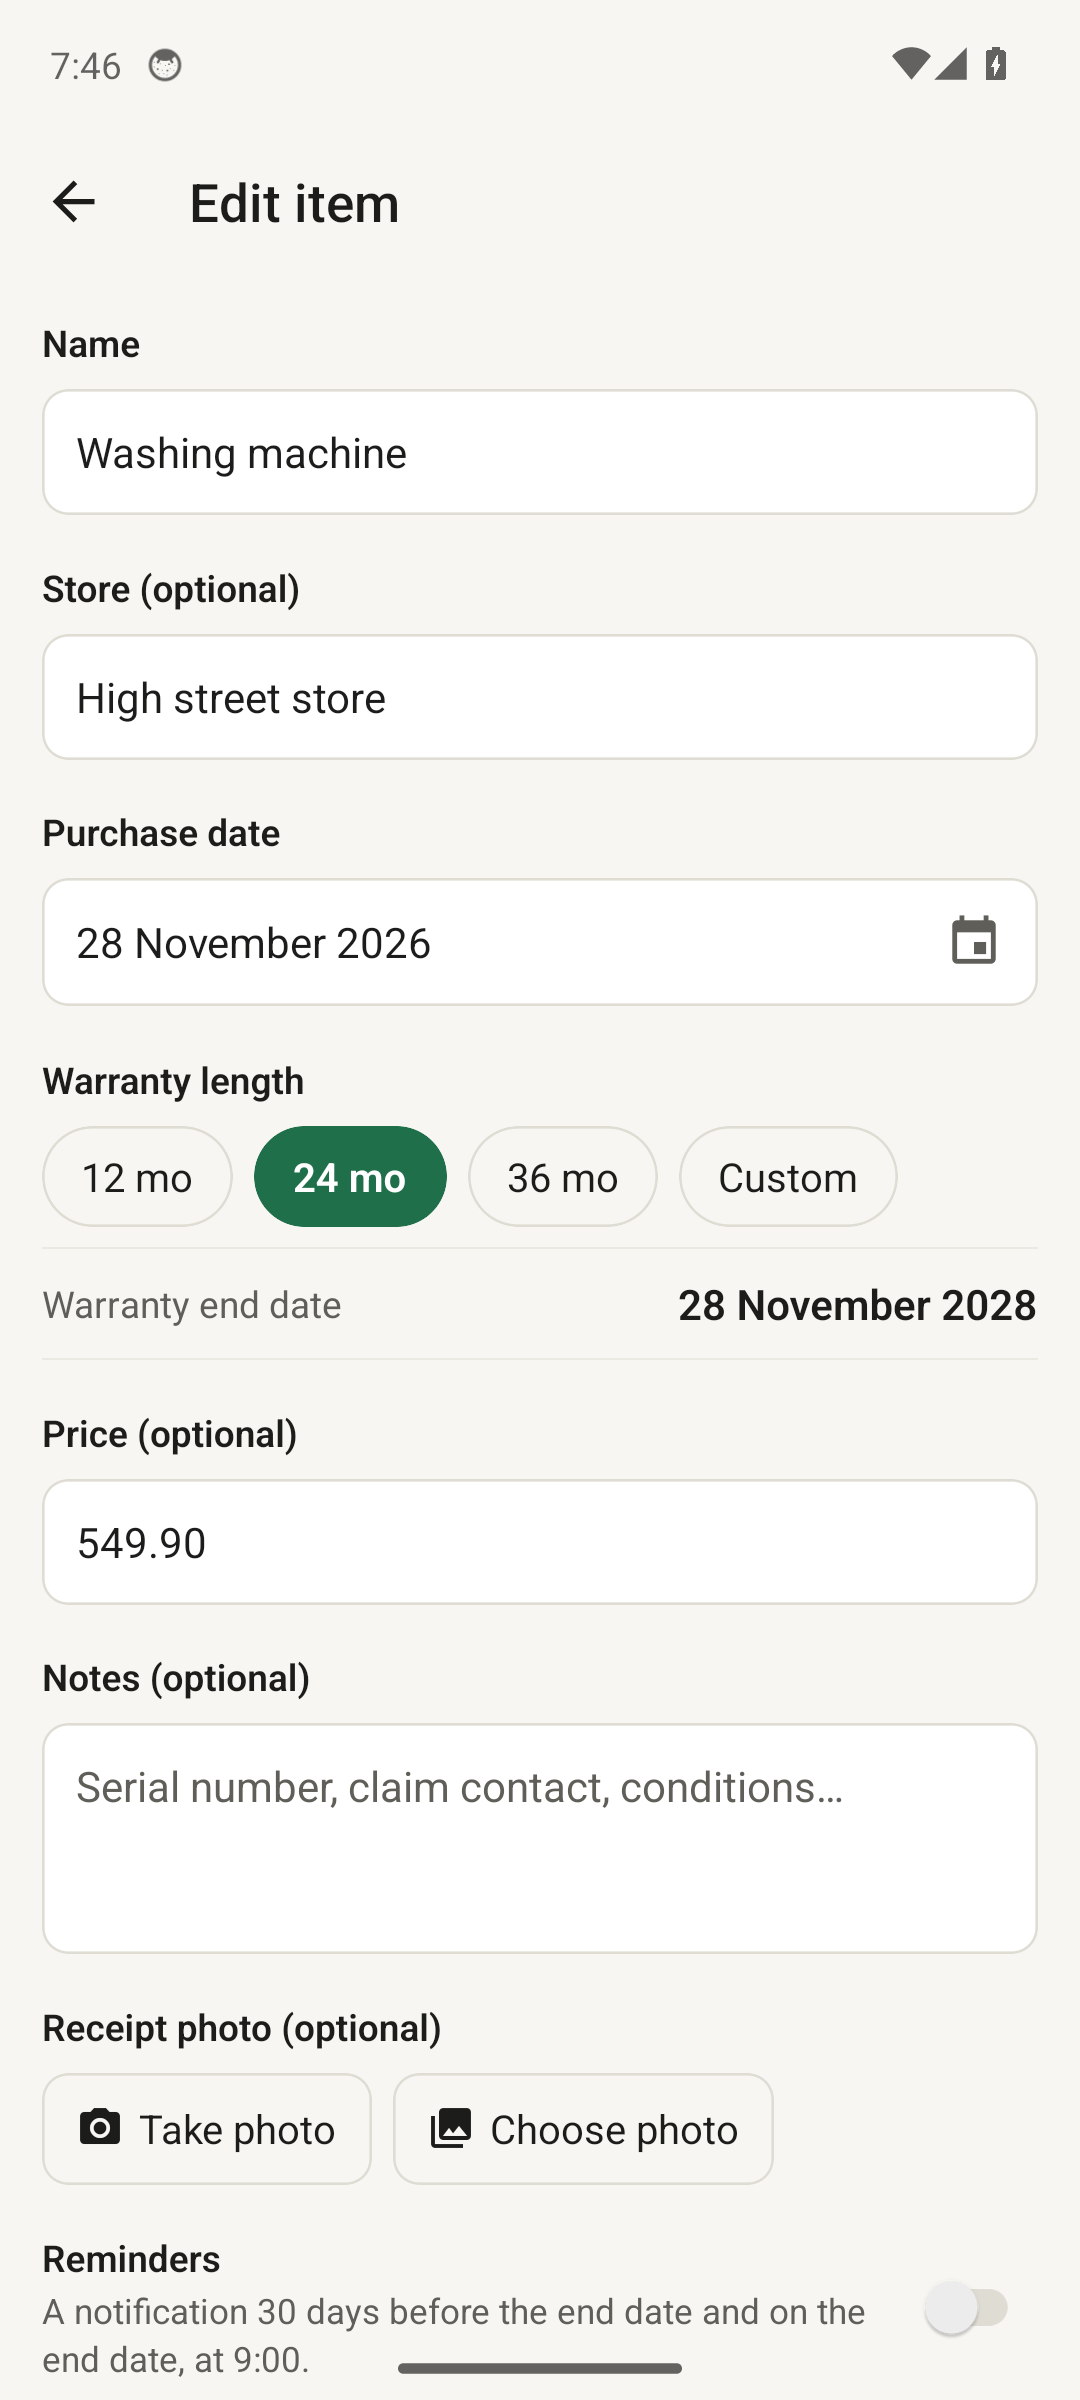 7:46
Edit item
Name
Washing machine
Store (optional)
High street store
Purchase date
28 November 2026
Warranty length
12 mo
24 mo
36 mo
Custom
Warranty end date
28 November 2028
Price (optional)
549.90
Notes (optional)
Serial number, claim contact, conditions…
Receipt photo (optional)
Take photo
Choose photo
Reminders
A notification 30 days before the end date and on the
end date, at 9:00.